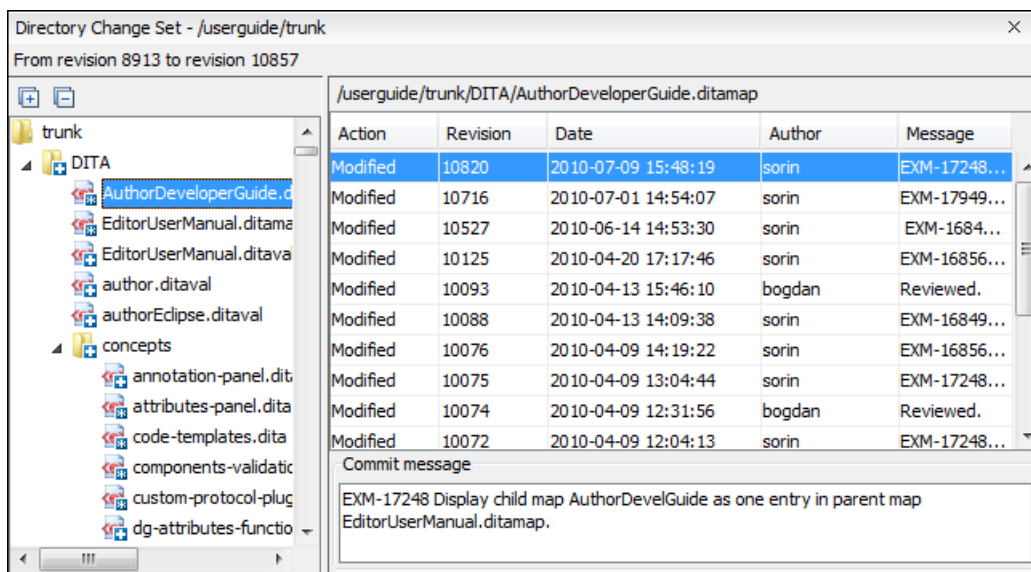 Directory Change Set - /userguide/trunk
From revision 8913 to revision 10857
trunk
DITA
AuthorDeveloperGuide.d
EditorUserManual.ditama
EditorUserManual.ditaval
author.ditaval
authorEclipse.ditaval
concepts
annotation-panel.dita
attributes-panel.dita
code-templates.dita
components-validatio
custom-protocol-plug
dg-attributes-functio
/userguide/trunk/DITA/AuthorDeveloperGuide.ditamap
Action Revision Date Author Message
Modified 10820 2010-07-09 15:48:19 sorin EXM-17248...
Modified 10716 2010-07-01 14:54:07 sorin EXM-17949...
Modified 10527 2010-06-14 14:53:30 sorin EXM-1684...
Modified 10125 2010-04-20 17:17:46 sorin EXM-16856...
Modified 10093 2010-04-13 15:46:10 bogdan Reviewed.
Modified 10088 2010-04-13 14:09:38 sorin EXM-16849...
Modified 10076 2010-04-09 14:19:22 sorin EXM-16856...
Modified 10075 2010-04-09 13:04:44 sorin EXM-17248...
Modified 10074 2010-04-09 12:31:56 bogdan Reviewed.
Modified 10072 2010-04-09 12:04:13 sorin EXM-17248...
Commit message
EXM-17248 Display child map AuthorDevelGuide as one entry in parent map
EditorUserManual.ditamap.